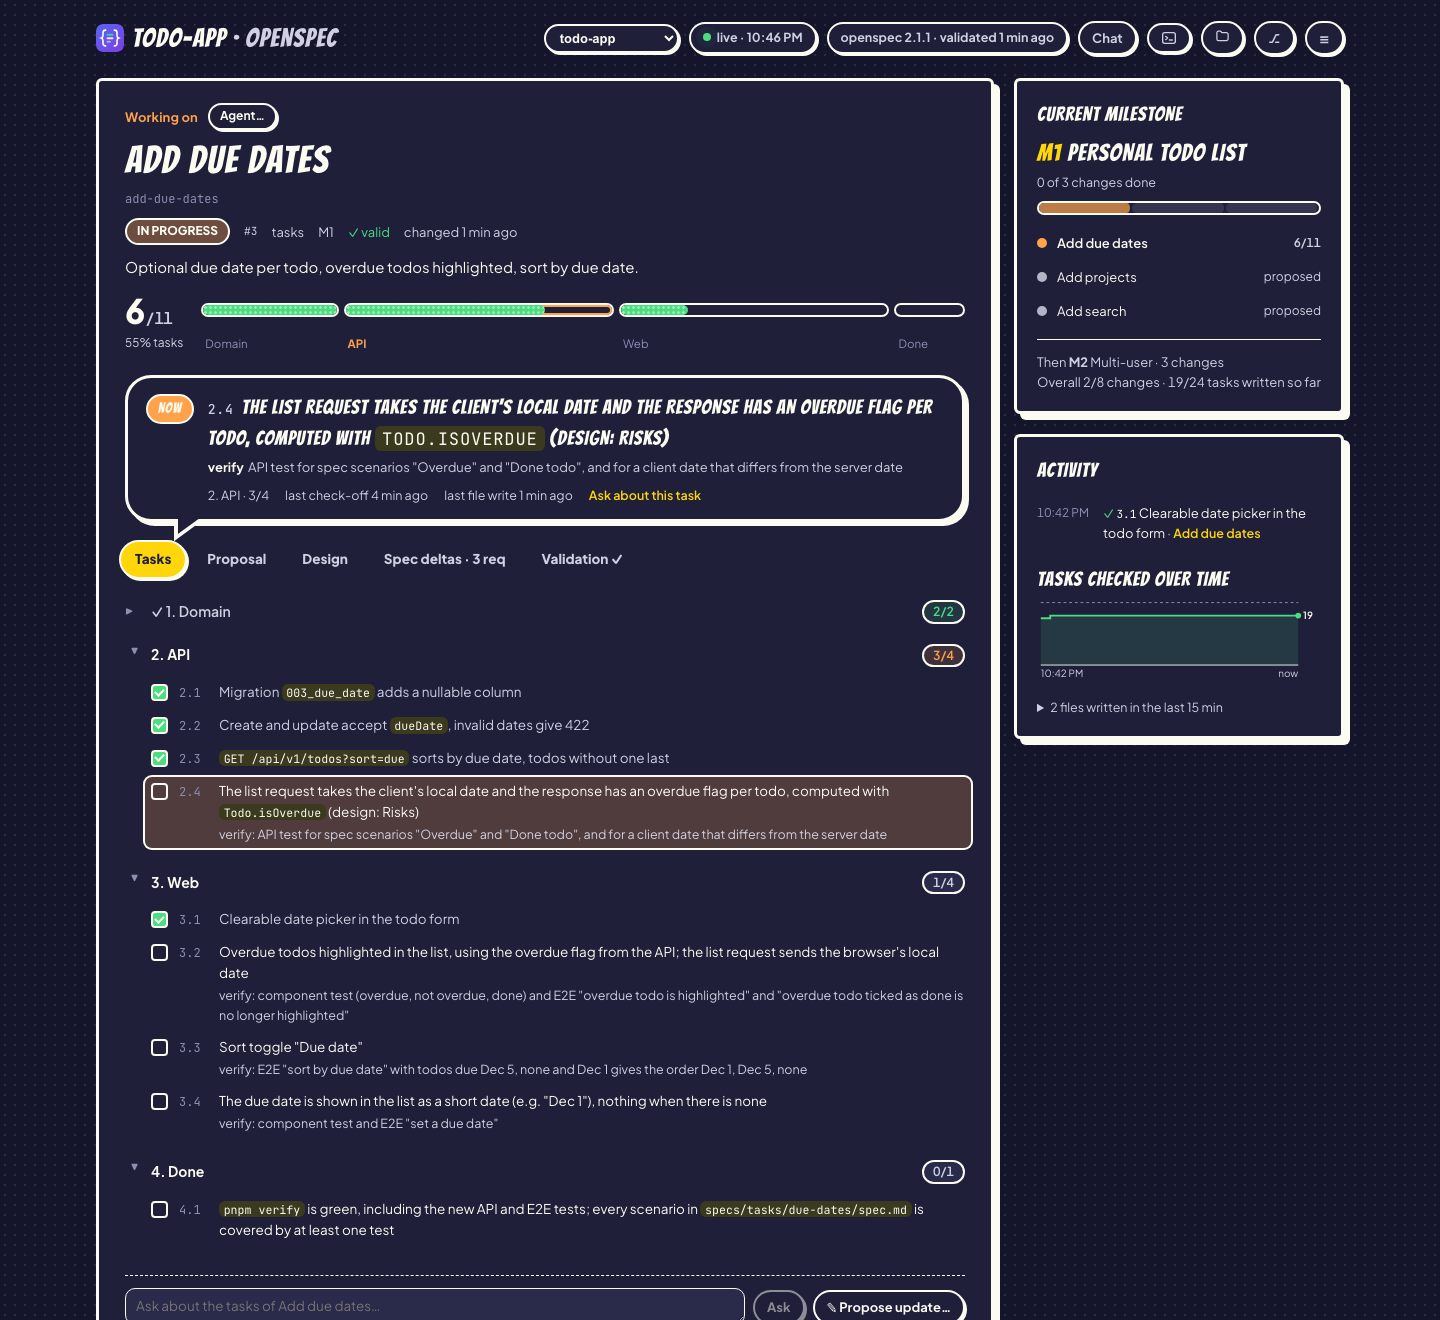 TODO-APP · OPENSPEC
todo-app
live · 10:46 PM
openspec 2.1.1 · validated 1 min ago
Chat
Working on
Agent…
ADD DUE DATES
add-due-dates
IN PROGRESS
#3
tasks
M1
✓ valid
changed 1 min ago
Optional due date per todo, overdue todos highlighted, sort by due date.
6/11
55% tasks
Domain
API
Web
Done
NOW
2.4 THE LIST REQUEST TAKES THE CLIENT'S LOCAL DATE AND THE RESPONSE HAS AN OVERDUE FLAG PER
TODO, COMPUTED WITH TODO.ISOVERDUE (DESIGN: RISKS)
verify API test for spec scenarios "Overdue" and "Done todo", and for a client date that differs from the server date
2. API · 3/4
last check-off 4 min ago
last file write 1 min ago
Ask about this task
Tasks
Proposal
Design
Spec deltas · 3 req
Validation ✓
✓ 1. Domain
2/2
2. API
3/4
2.1 Migration 003_due_date adds a nullable column
2.2 Create and update accept dueDate, invalid dates give 422
2.3 GET /api/v1/todos?sort=due sorts by due date, todos without one last
2.4 The list request takes the client's local date and the response has an overdue flag per todo, computed with
Todo.isOverdue (design: Risks)
verify: API test for spec scenarios "Overdue" and "Done todo", and for a client date that differs from the server date
3. Web
1/4
3.1 Clearable date picker in the todo form
3.2 Overdue todos highlighted in the list, using the overdue flag from the API; the list request sends the browser's local
date
verify: component test (overdue, not overdue, done) and E2E "overdue todo is highlighted" and "overdue todo ticked as done is
no longer highlighted"
3.3 Sort toggle "Due date"
verify: E2E "sort by due date" with todos due Dec 5, none and Dec 1 gives the order Dec 1, Dec 5, none
3.4 The due date is shown in the list as a short date (e.g. "Dec 1"), nothing when there is none
verify: component test and E2E "set a due date"
4. Done
0/1
4.1 pnpm verify is green, including the new API and E2E tests; every scenario in specs/tasks/due-dates/spec.md is
covered by at least one test
Ask about the tasks of Add due dates…
Ask
✎ Propose update…
CURRENT MILESTONE
M1 PERSONAL TODO LIST
0 of 3 changes done
Add due dates
6/11
Add projects
proposed
Add search
proposed
Then M2 Multi-user · 3 changes
Overall 2/8 changes · 19/24 tasks written so far
ACTIVITY
10:42 PM
✓ 3.1 Clearable date picker in the
todo form · Add due dates
TASKS CHECKED OVER TIME
19
10:42 PM
now
2 files written in the last 15 min